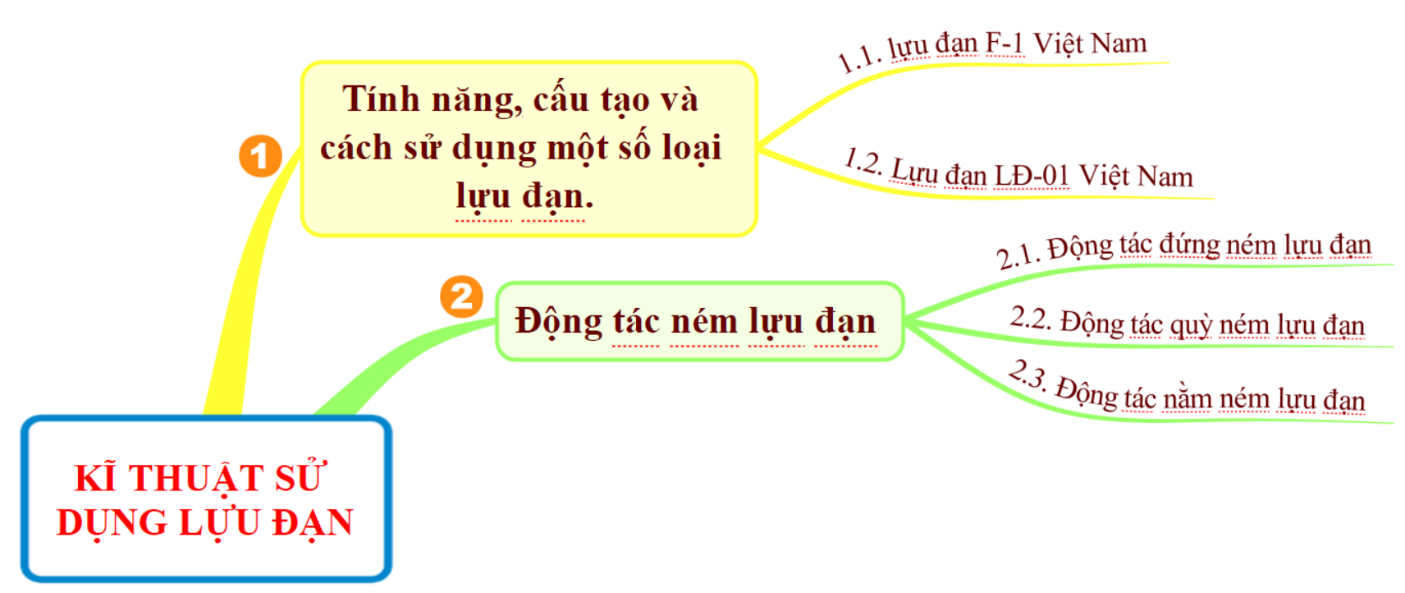 1.1. lựu đạn F-1 Việt Nam
1
Tính năng, cấu tạo và
cách sử dụng một số loại
lựu đạn.
1.2. Lựu đạn LĐ-01 Việt Nam
2.1. Động tác đứng ném lựu đạn
2
Động tác ném lựu đạn
2.2. Động tác quỳ ném lựu đạn
2.3. Động tác nằm ném lựu đạn
KĨ THUẬT SỬ
DỤNG LỰU ĐẠN